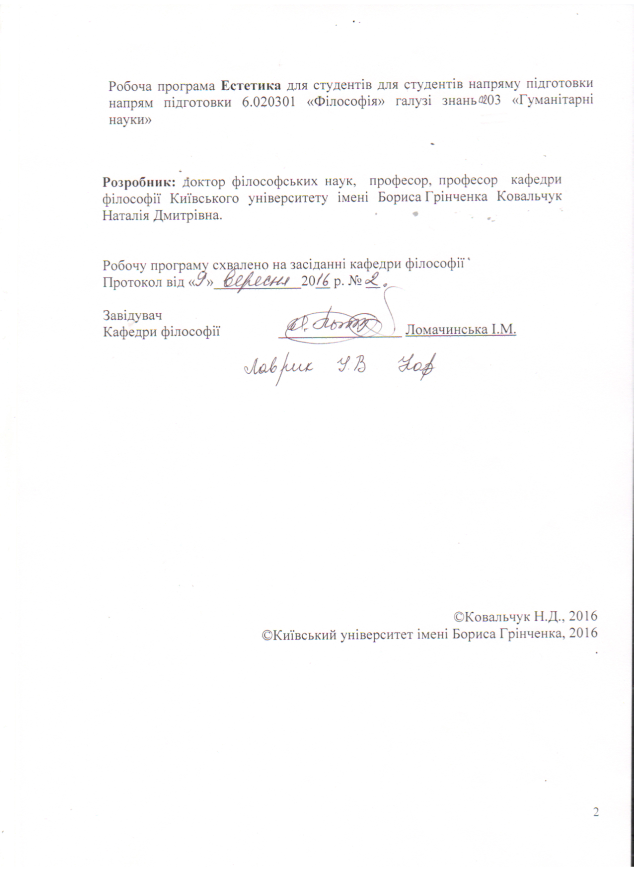 Робоча програма Естетика для студентів для студентів напряму підготовки
напрям підготовки 6.020301 «Філософія» галузі знань 0203 «Гуманітарні
науки»
Розробник: Доктор філософських наук, професор, професор кафедри
філософії Київського університету імені Бориса Грінченка Ковальчук
Наталія Дмитрівна.
Робочу програму схвалено на засіданні кафедри філософії
Протокол від «9» вересня 2016 р. № 2.
Завідувач
Кафедри філософії Ломачинська І.М.
Лаврик У.В
©Ковальчук Н.Д., 2016
©Київський університет імені Бориса Грінченка, 2016
2